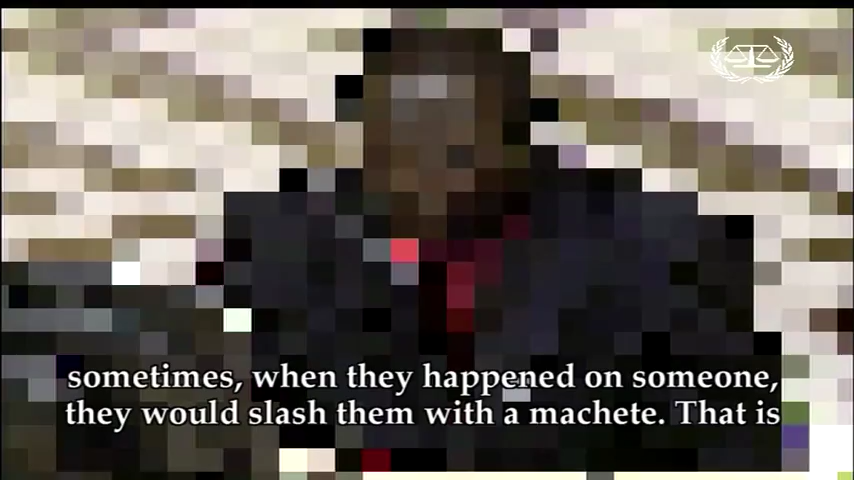 sometimes, when they happened on someone,
they would slash them with a machete. That is